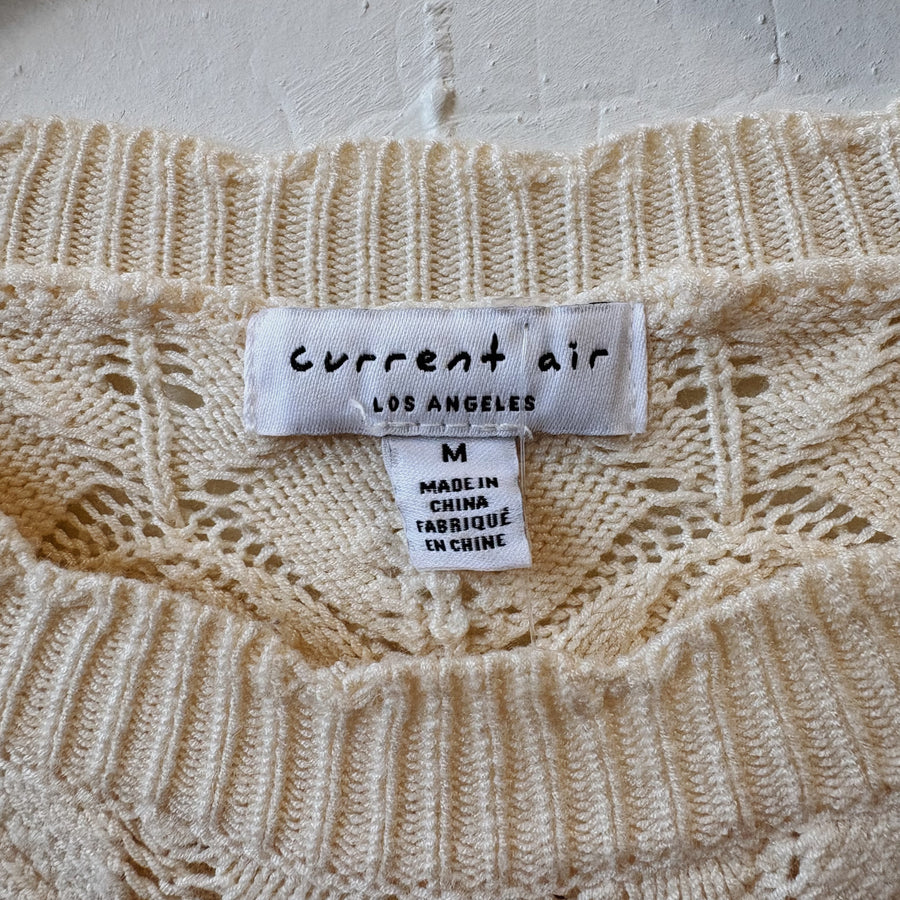 current air
LOS ANGELES
M
MADE IN
CHINA
FABRIQUÉ
EN CHINE